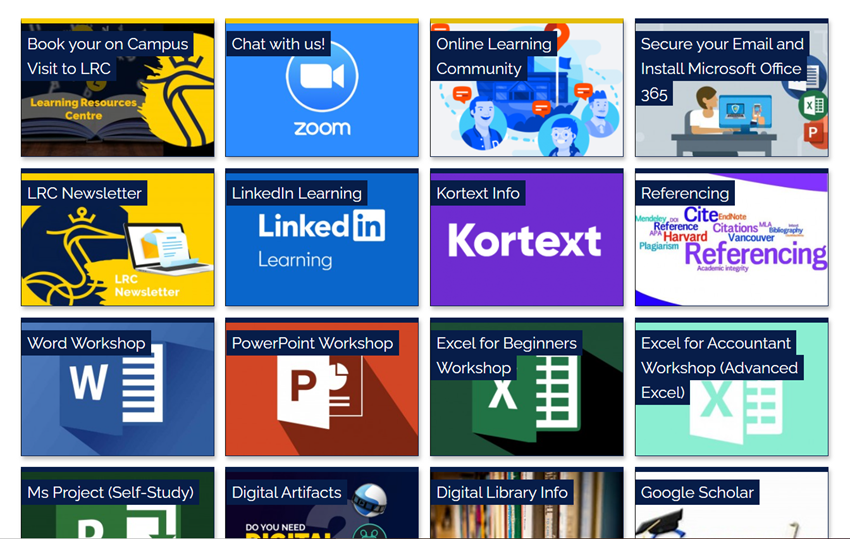 Book your on Campus
Visit to LRC
Learning Resources
Centre
Chat with us!
zoom
Online Learning
Community
Secure your Email and
Install Microsoft Office
365
X
P
LRC Newsletter
LRC
Newsletter
LinkedIn Learning
Linked in
Learning
Kortext Info
Kortext
Referencing
Mendeley DOI Cite EndNote
Reference Citations MLA
APA Harvard Vancouver Bibliography
Plagiarism
Referencing
Academic integrity
Word Workshop
W
PowerPoint Workshop
P
Excel for Beginners
Workshop
X
Excel for Accountant
Workshop (Advanced
Excel)
X
Ms Project (Self-Study)
P
Digital Artifacts
DO YOU NEED
DIGITAL
Digital Library Info
Google Scholar